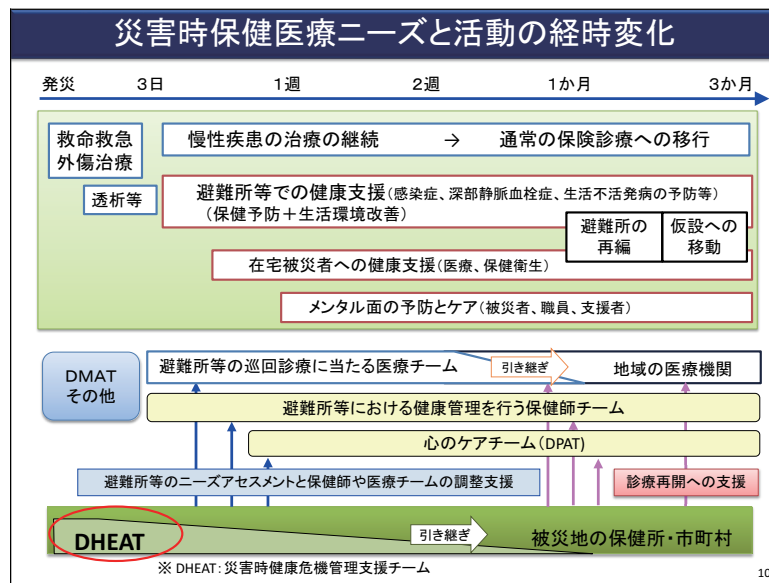 災害時保健医療ニーズと活動の経時変化
発災 3日 1週 2週 1か月 3か月
救命救急
外傷治療
慢性疾患の治療の継続 → 通常の保険診療への移行
透析等
避難所等での健康支援(感染症、深部静脈血栓症、生活不活発病の予防等)
(保健予防＋生活環境改善)
避難所の
再編
仮設への
移動
在宅被災者への健康支援(医療、保健衛生)
メンタル面の予防とケア(被災者、職員、支援者)
DMAT
その他
避難所等の巡回診療に当たる医療チーム
引き継ぎ
地域の医療機関
避難所等における健康管理を行う保健師チーム
心のケアチーム(DPAT)
避難所等のニーズアセスメントと保健師や医療チームの調整支援
診療再開への支援
DHEAT
引き継ぎ
被災地の保健所・市町村
※ DHEAT：災害時健康危機管理支援チーム
10